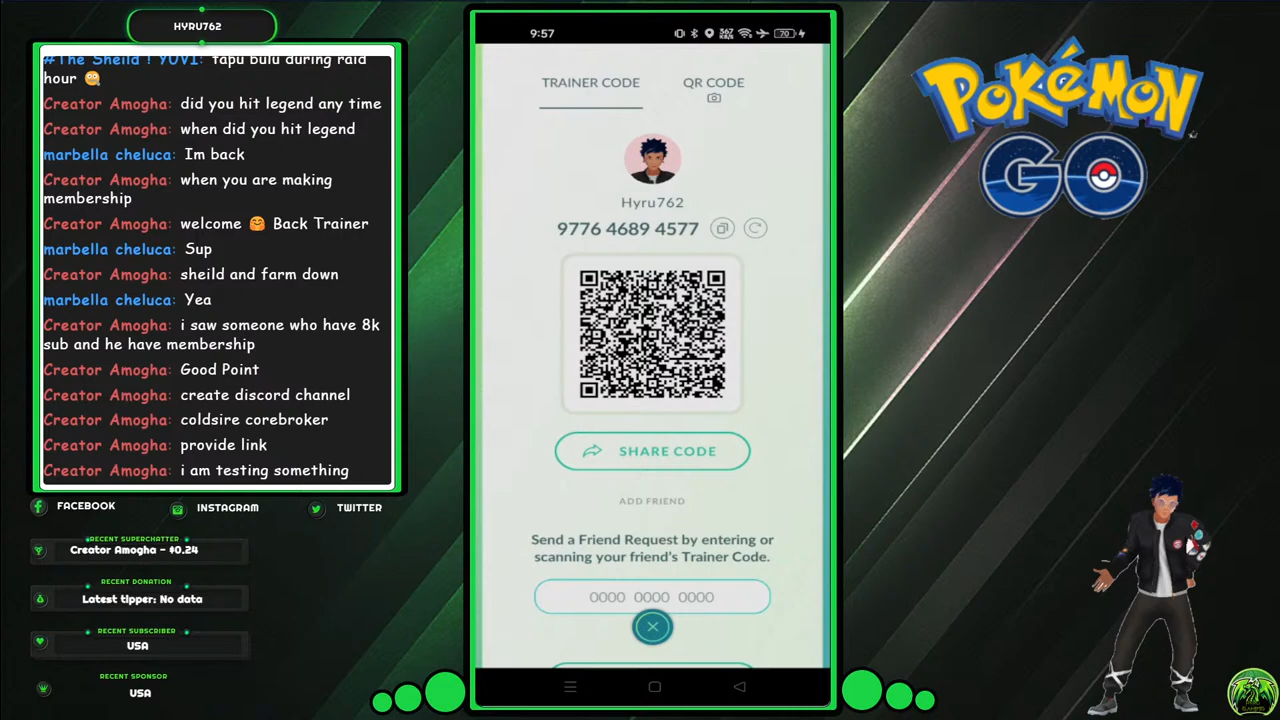 HYRU762
#The Sheild ! YUVI: Tapu bulu during raid
hour
Creator Amogha: did you hit legend any time
Creator Amogha: when did you hit legend
marbella cheluca: Im back
Creator Amogha: when you are making
membership
Creator Amogha: welcome 🤗 Back Trainer
marbella cheluca: Sup
Creator Amogha: sheild and farm down
marbella cheluca: Yea
Creator Amogha: i saw someone who have 8k
sub and he have membership
Creator Amogha: Good Point
Creator Amogha: create discord channel
Creator Amogha: coldsire corebroker
Creator Amogha: provide link
Creator Amogha: i am testing something
FACEBOOK
INSTAGRAM
TWITTER
RECENT SUPERCHATTER
Creator Amogha - $0.24
RECENT DONATION
Latest tipper: No data
RECENT SUBSCRIBER
USA
RECENT SPONSOR
USA
9:57
367 KB/S
70
TRAINER CODE
QR CODE
Hyru762
9776 4689 4577
SHARE CODE
ADD FRIEND
Send a Friend Request by entering or
scanning your friend's Trainer Code.
0000 0000 0000
POKéMON
GO